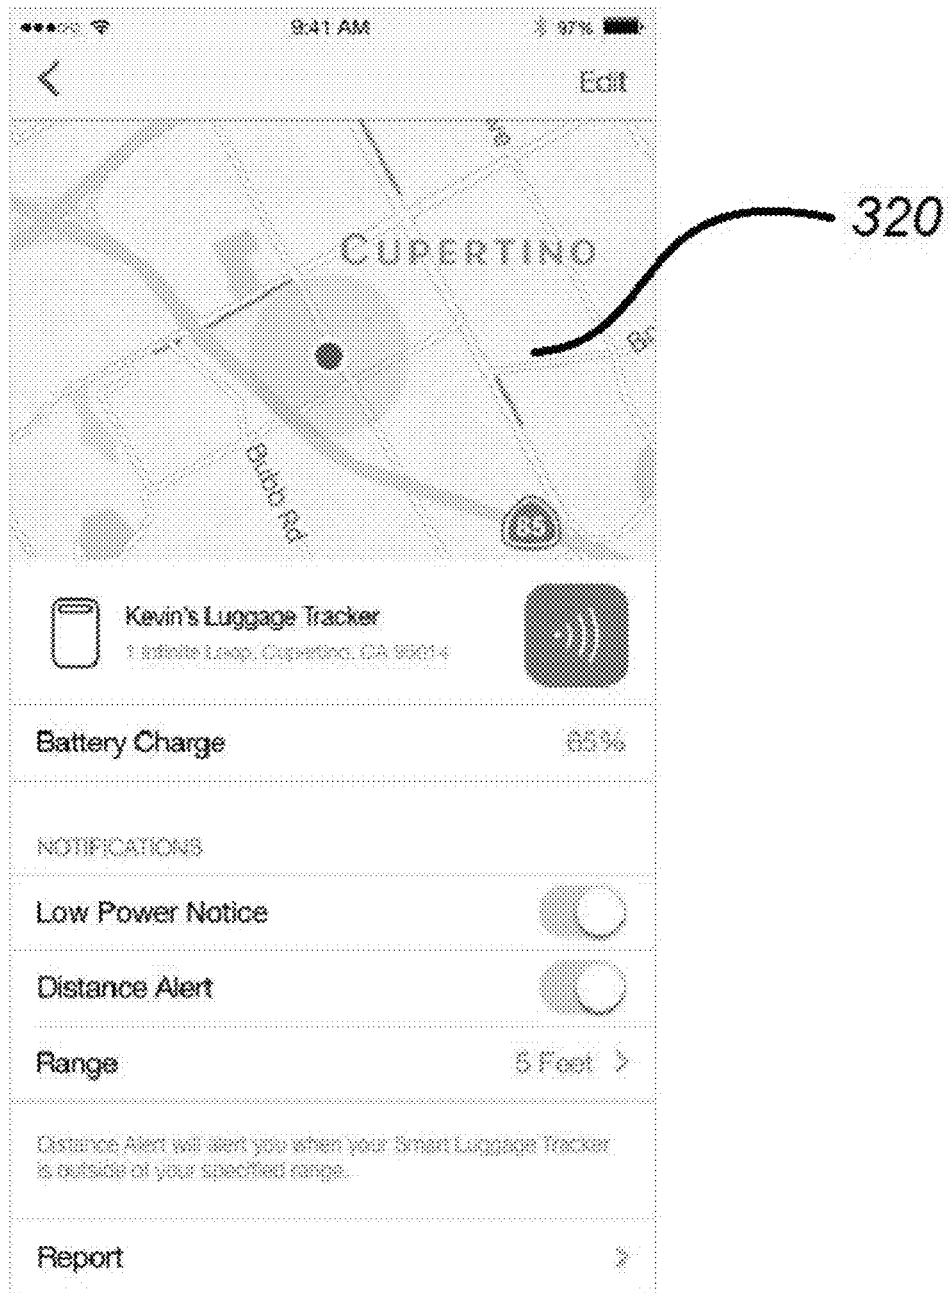 9:41 AM 97%
Edit
CUPERTINO
320
Bubb Rd
85
Kevin's Luggage Tracker
1 Infinite Loop, Cupertino, CA 95014
Battery Charge 65%
NOTIFICATIONS
Low Power Notice
Distance Alert
Range 5 Feet >
Distance Alert will alert you when your Smart Luggage Tracker
is outside of your specified range.
Report >